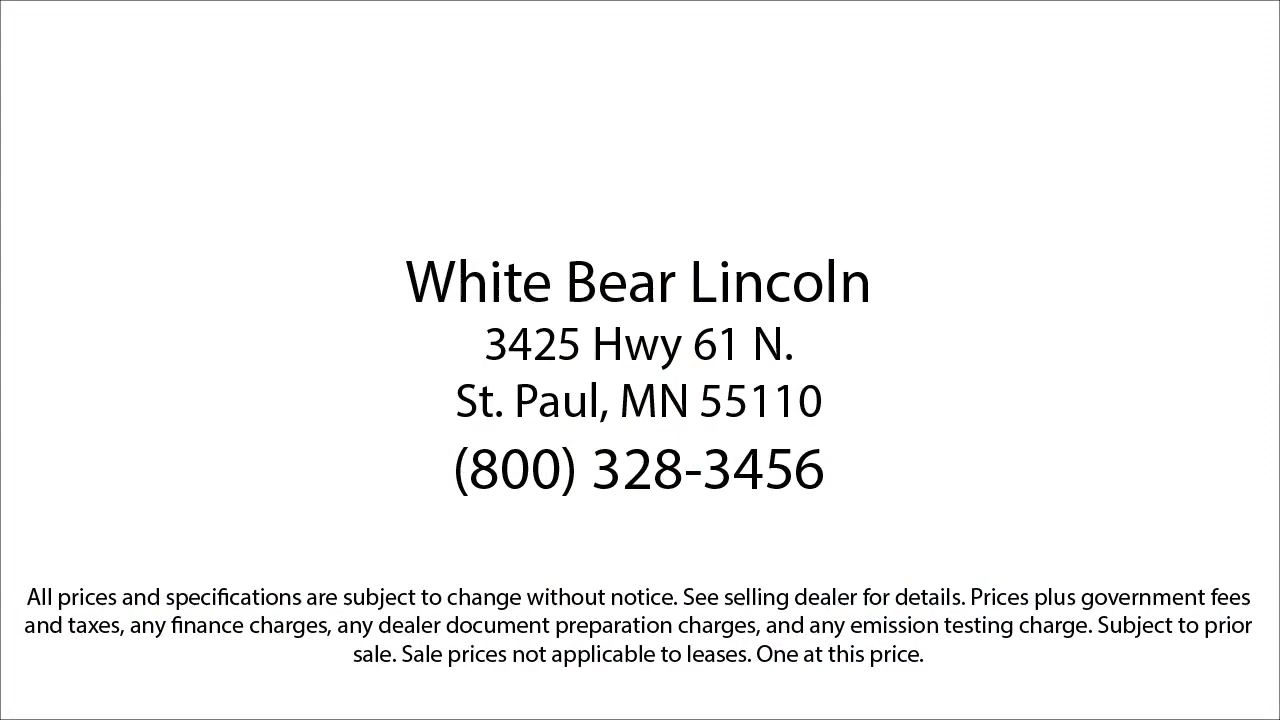 White Bear Lincoln
3425 Hwy 61 N.
St. Paul, MN 55110
(800) 328-3456
All prices and specifications are subject to change without notice. See selling dealer for details. Prices plus government fees
and taxes, any finance charges, any dealer document preparation charges, and any emission testing charge. Subject to prior
sale. Sale prices not applicable to leases. One at this price.